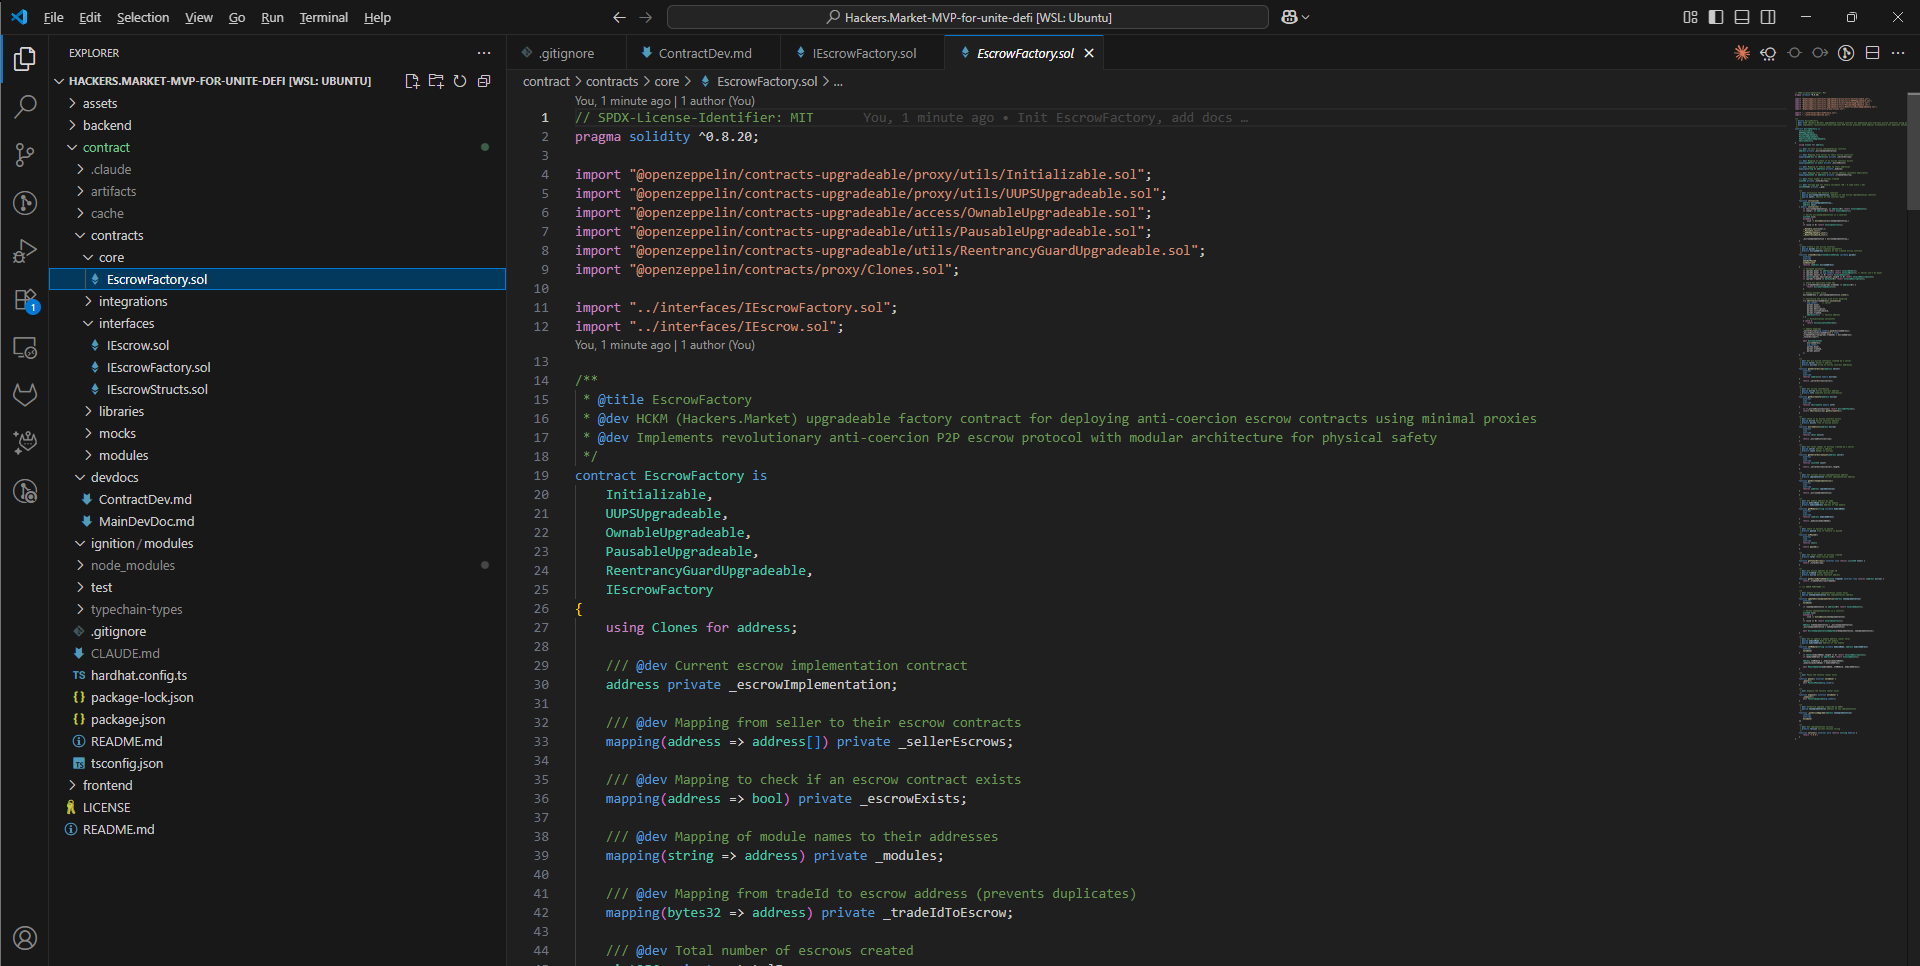 File Edit Selection View Go Run Terminal Help
Hackers.Market-MVP-for-unite-defi [WSL: Ubuntu]
EXPLORER
HACKERS.MARKET-MVP-FOR-UNITE-DEFI [WSL: UBUNTU]
assets
backend
contract
.claude
artifacts
cache
contracts
core
EscrowFactory.sol
integrations
interfaces
IEscrow.sol
IEscrowFactory.sol
IEscrowStructs.sol
libraries
mocks
modules
devdocs
ContractDev.md
MainDevDoc.md
ignition / modules
node_modules
test
typechain-types
.gitignore
CLAUDE.md
TS hardhat.config.ts
{} package-lock.json
{} package.json
README.md
tsconfig.json
frontend
LICENSE
README.md
1
.gitignore
ContractDev.md
IEscrowFactory.sol
EscrowFactory.sol
contract > contracts > core > EscrowFactory.sol > ...
You, 1 minute ago | 1 author (You)
1 // SPDX-License-Identifier: MIT You, 1 minute ago • Init EscrowFactory, add docs …
2 pragma solidity ^0.8.20;
3
4 import "@openzeppelin/contracts-upgradeable/proxy/utils/Initializable.sol";
5 import "@openzeppelin/contracts-upgradeable/proxy/utils/UUPSUpgradeable.sol";
6 import "@openzeppelin/contracts-upgradeable/access/OwnableUpgradeable.sol";
7 import "@openzeppelin/contracts-upgradeable/utils/PausableUpgradeable.sol";
8 import "@openzeppelin/contracts-upgradeable/utils/ReentrancyGuardUpgradeable.sol";
9 import "@openzeppelin/contracts/proxy/Clones.sol";
10
11 import "../interfaces/IEscrowFactory.sol";
12 import "../interfaces/IEscrow.sol";
You, 1 minute ago | 1 author (You)
13
14 /**
15 * @title EscrowFactory
16 * @dev HCKM (Hackers.Market) upgradeable factory contract for deploying anti-coercion escrow contracts using minimal proxies
17 * @dev Implements revolutionary anti-coercion P2P escrow protocol with modular architecture for physical safety
18 */
19 contract EscrowFactory is
20 Initializable,
21 UUPSUpgradeable,
22 OwnableUpgradeable,
23 PausableUpgradeable,
24 ReentrancyGuardUpgradeable,
25 IEscrowFactory
26 {
27 using Clones for address;
28
29 /// @dev Current escrow implementation contract
30 address private _escrowImplementation;
31
32 /// @dev Mapping from seller to their escrow contracts
33 mapping(address => address[]) private _sellerEscrows;
34
35 /// @dev Mapping to check if an escrow contract exists
36 mapping(address => bool) private _escrowExists;
37
38 /// @dev Mapping of module names to their addresses
39 mapping(string => address) private _modules;
40
41 /// @dev Mapping from tradeId to escrow address (prevents duplicates)
42 mapping(bytes32 => address) private _tradeIdToEscrow;
43
44 /// @dev Total number of escrows created